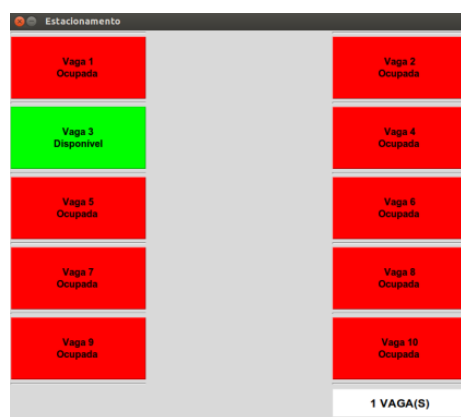 Estacionamento
Vaga 1
Ocupada
Vaga 2
Ocupada
Vaga 3
Disponível
Vaga 4
Ocupada
Vaga 5
Ocupada
Vaga 6
Ocupada
Vaga 7
Ocupada
Vaga 8
Ocupada
Vaga 9
Ocupada
Vaga 10
Ocupada
1 VAGA(S)